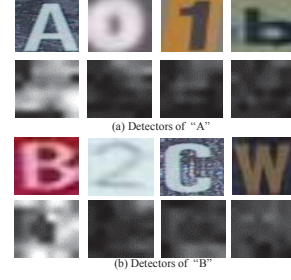 A 0 1 b
(a) Detectors of “A”
B 2 C W
(b) Detectors of “B”